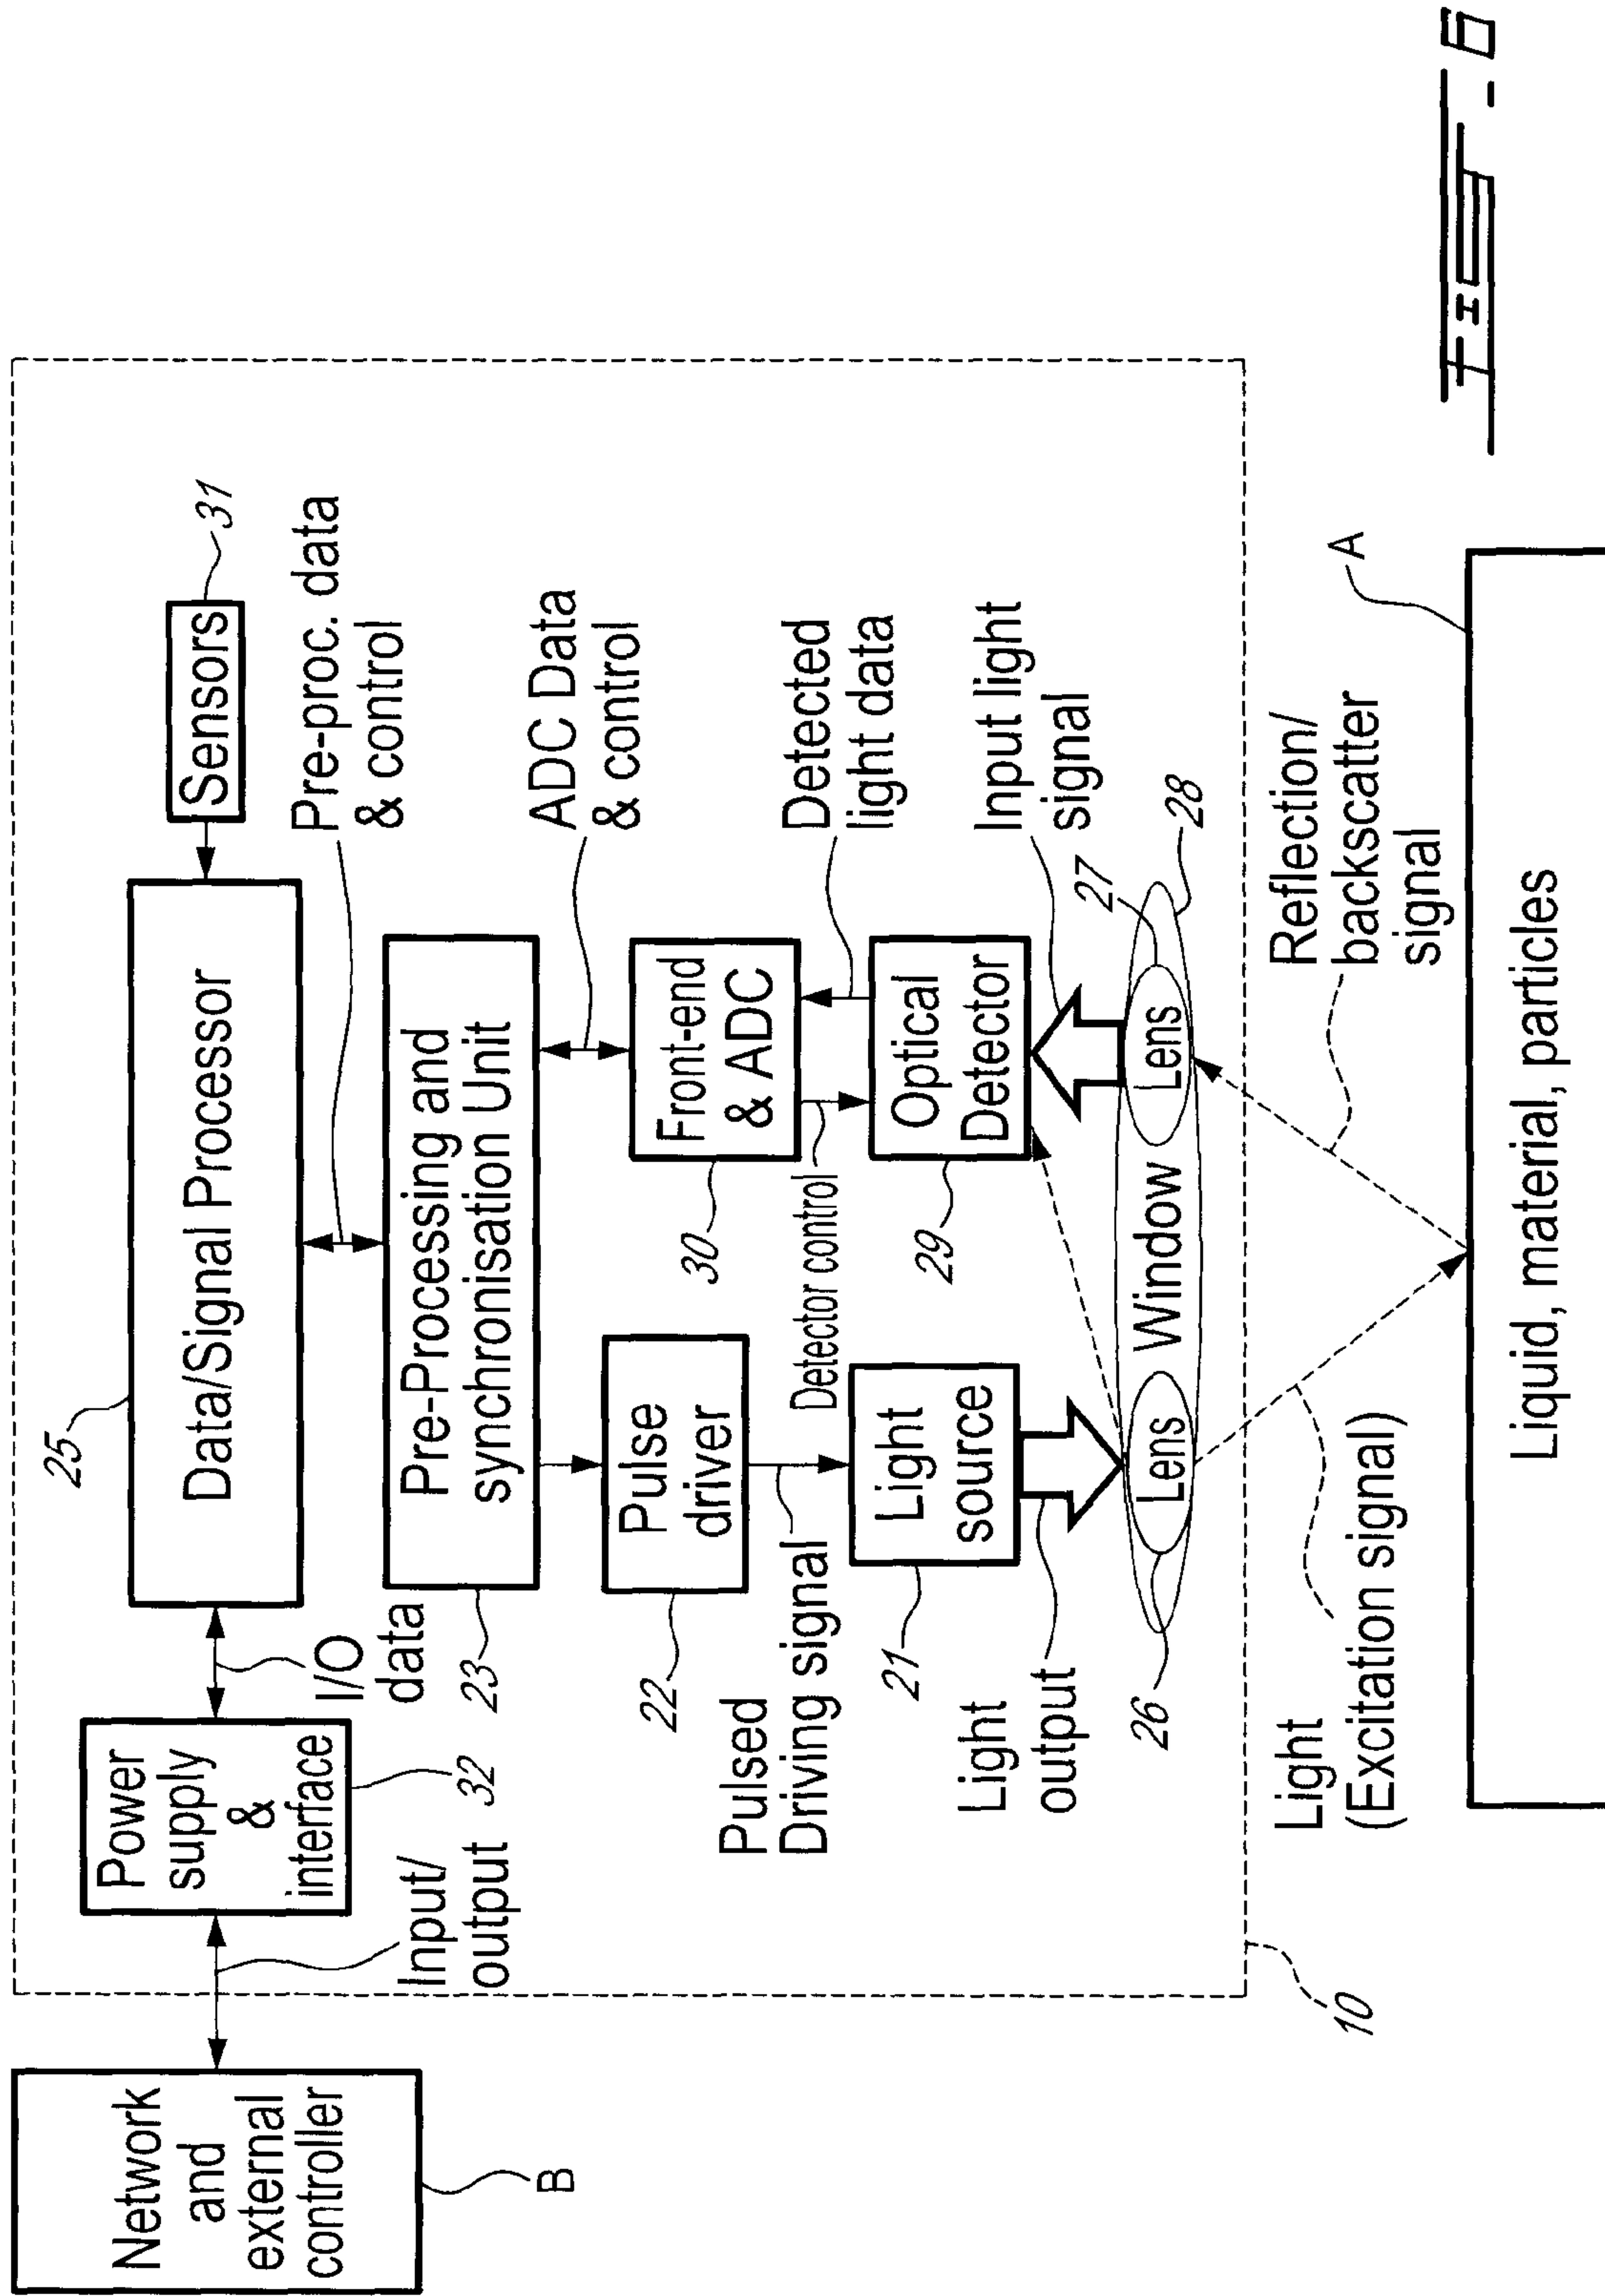 Network
and
external
controller
B
Input/
output
Power
supply
&
interface
32
I/O
data
25
Data/Signal Processor
Sensors
31
Pre-proc. data
& control
23
Pre-Processing and
synchronisation Unit
ADC Data
& control
22
Pulse
driver
30
Front-end
& ADC
Pulsed
Driving signal
Detector control
Detected
light data
21
Light
source
29
Optical
Detector
Input light
signal
Light
output
26
Lens
Window
Lens
27
28
10
Light
(Excitation signal)
Reflection/
backscatter
signal
A
Liquid, material, particles
FIG - 6